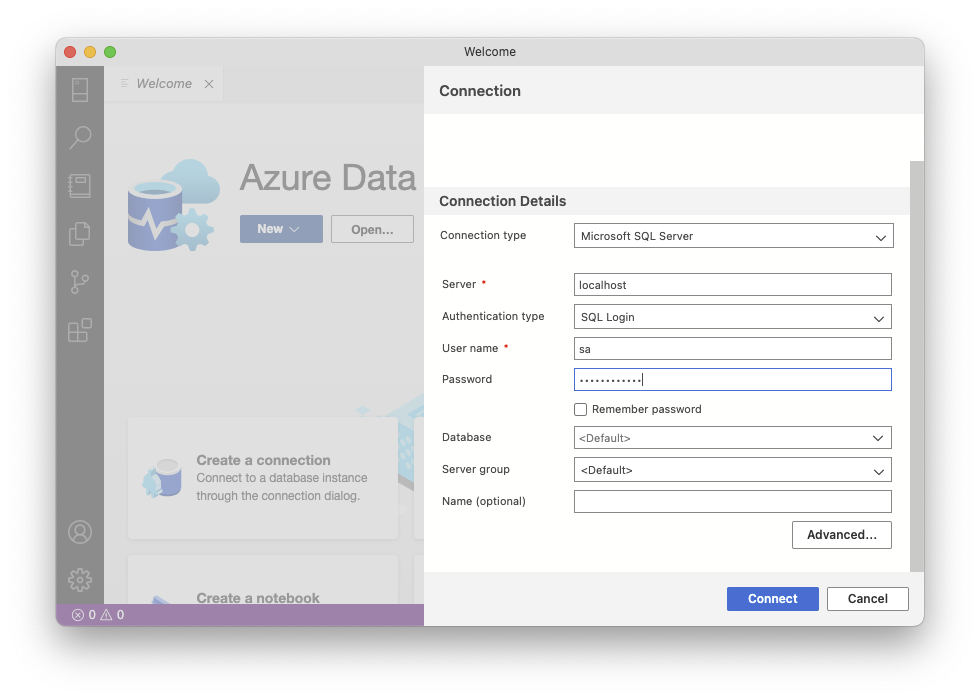 Welcome
Welcome
Azure Data
New
Open...
Create a connection
Connect to a database instance
through the connection dialog.
Create a notebook
0 0
Connection
Connection Details
Connection type Microsoft SQL Server
Server * localhost
Authentication type SQL Login
User name * sa
Password ••••••••••••
Remember password
Database <Default>
Server group <Default>
Name (optional)
Advanced...
Connect Cancel